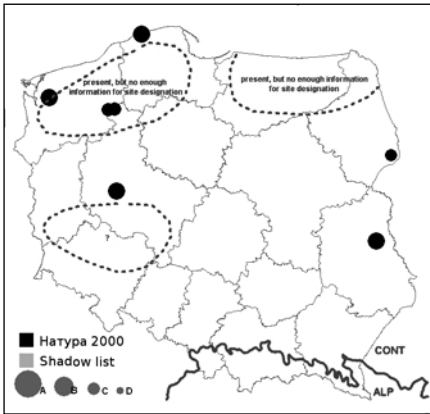 present, but no enough
information for site designation
present, but no enough information
for site designation
?
Натура 2000
Shadow list
A
B
C
D
CONT
ALP